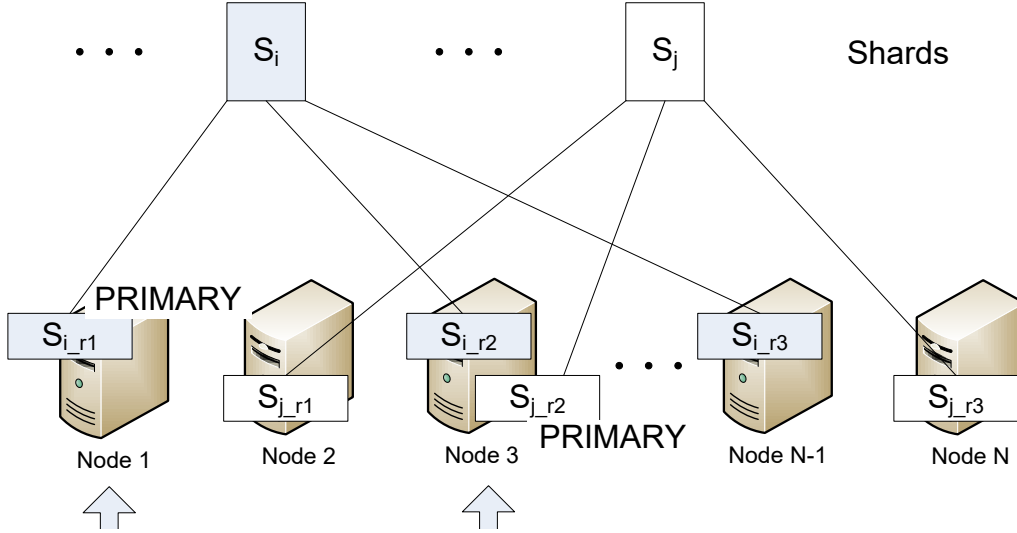 • • • S_i • • • S_j Shards
PRIMARY
S_i_r1 S_i_r2 S_i_r3
S_j_r1 S_j_r2 S_j_r3
• • •
PRIMARY
Node 1 Node 2 Node 3 Node N-1 Node N